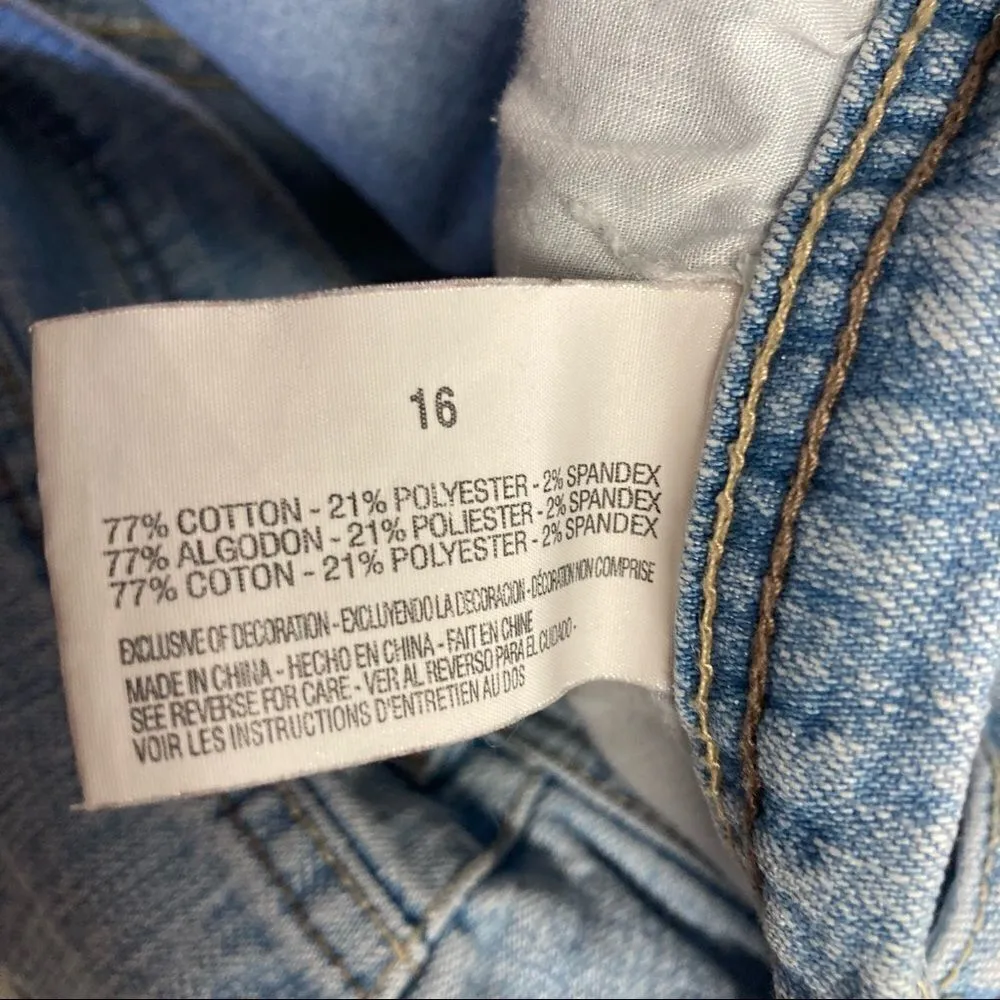 16
77% COTTON - 21% POLYESTER - 2% SPANDEX
77% ALGODON - 21% POLIESTER - 2% SPANDEX
77% COTON - 21% POLYESTER - 2% SPANDEX
EXCLUSIVE OF DECORATION - EXCLUYENDO LA DECORACION - DÉCORATION NON COMPRISE
MADE IN CHINA - HECHO EN CHINA - FAIT EN CHINE
SEE REVERSE FOR CARE - VER AL REVERSO PARA EL CUIDADO -
VOIR LES INSTRUCTIONS D'ENTRETIEN AU DOS